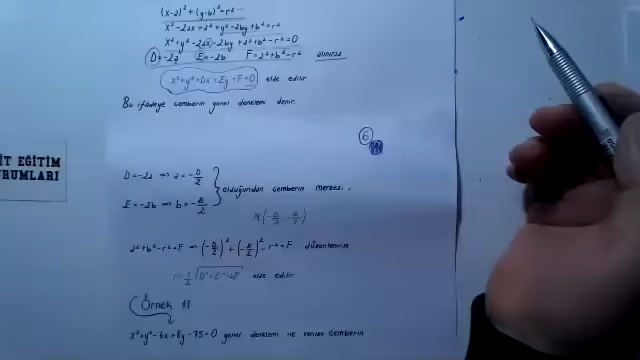 (x-a)² + (y-b)² = r²
x² - 2ax + a² + y² - 2by + b² = r²
x² + y² - 2ax - 2by + a² + b² - r² = 0
D = -2a E = -2b F = a² + b² - r² alınırsa
x² + y² + Dx + Ey + F = 0 elde edilir
Bu ifadeye çemberin genel denklemi denir.
6
İT EĞİTİM
RUMLARI
D = -2a ⇒ a = -D/2
E = -2b ⇒ b = -E/2
olduğundan çemberin merkezi
M(-D/2, -E/2)
a² + b² - r² = F ⇒ (-D/2)² + (-E/2)² - r² = F düzenlenirse
r = 1/2 √(D² + E² - 4F) elde edilir
Örnek 11
x² + y² - 6x + 8y - 75 = 0 genel denklemi ile verilen çemberin